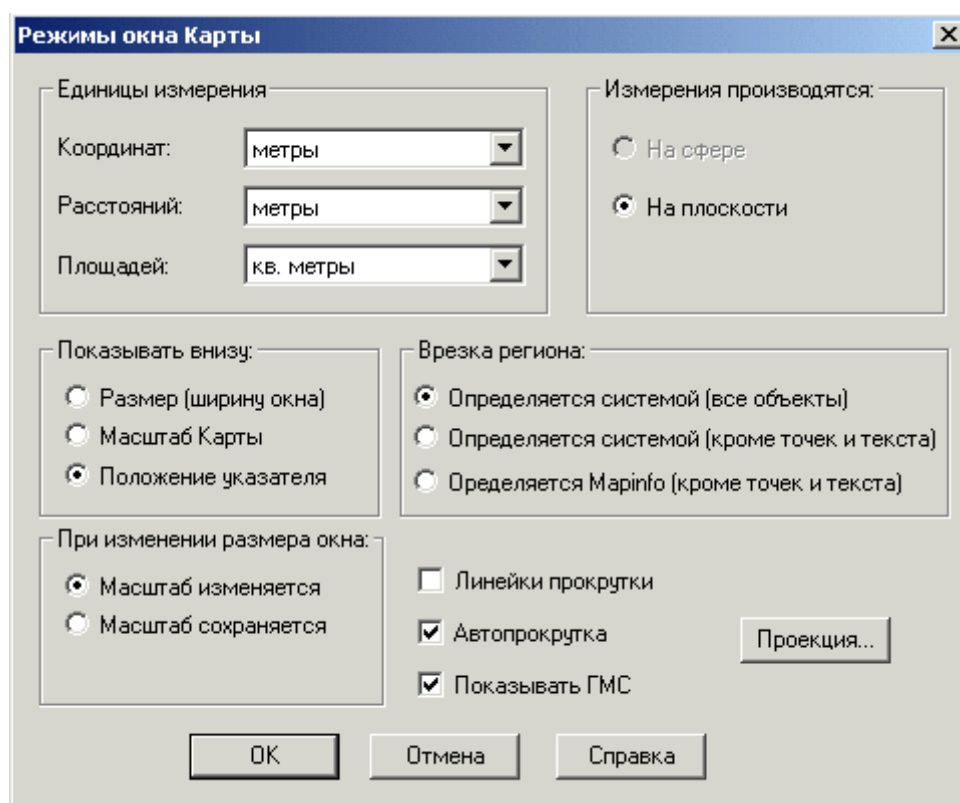 Режимы окна Карты
Единицы измерения
Координат: метры
Расстояний: метры
Площадей: кв. метры
Измерения производятся:
На сфере
На плоскости
Показывать внизу:
Размер (ширину окна)
Масштаб Карты
Положение указателя
Врезка региона:
Определяется системой (все объекты)
Определяется системой (кроме точек и текста)
Оределяется Mapinfo (кроме точек и текста)
При изменении размера окна:
Масштаб изменяется
Масштаб сохраняется
Линейки прокрутки
Автопрокрутка
Показывать ГМС
Проекция...
OK Отмена Справка